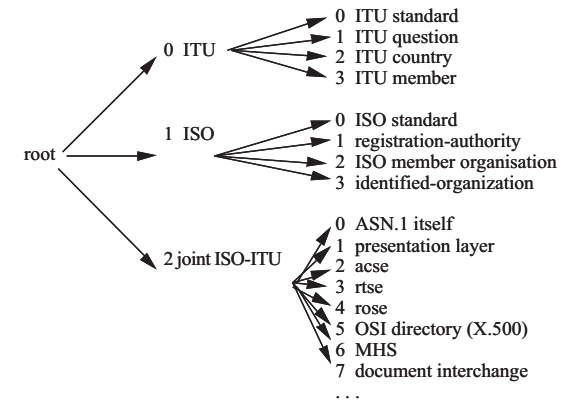 root
0 ITU
0 ITU standard
1 ITU question
2 ITU country
3 ITU member
1 ISO
0 ISO standard
1 registration-authority
2 ISO member organisation
3 identified-organization
2 joint ISO-ITU
0 ASN.1 itself
1 presentation layer
2 acse
3 rtse
4 rose
5 OSI directory (X.500)
6 MHS
7 document interchange
. . .